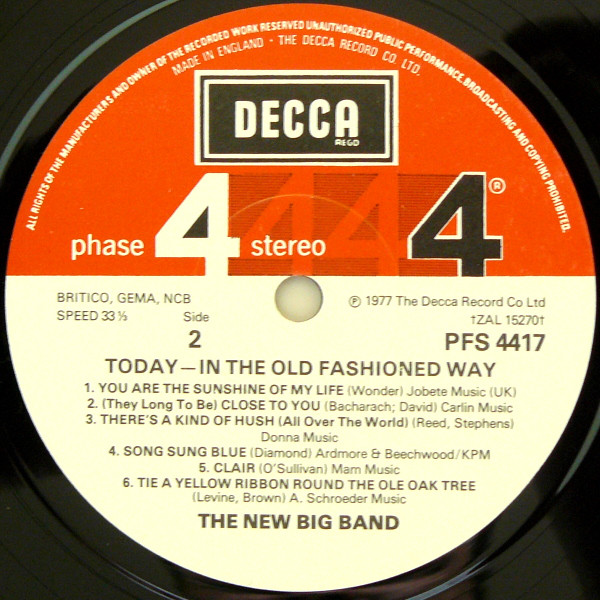 ALL RIGHTS OF THE MANUFACTURERS AND OWNER OF THE RECORDED WORK RESERVED UNAUTHORIZED PUBLIC PERFORMANCE, BROADCASTING AND COPYING PROHIBITED.
MADE IN ENGLAND · THE DECCA RECORD CO. LTD.
DECCA
REGD
phase 4 stereo 4 4 4®
BRITICO, GEMA, NCB
SPEED 33⅓ Side
2
℗ 1977 The Decca Record Co Ltd
†ZAL 15270†
PFS 4417
TODAY—IN THE OLD FASHIONED WAY
1. YOU ARE THE SUNSHINE OF MY LIFE (Wonder) Jobete Music (UK)
2. (They Long To Be) CLOSE TO YOU (Bacharach; David) Carlin Music
3. THERE'S A KIND OF HUSH (All Over The World) (Reed, Stephens)
Donna Music
4. SONG SUNG BLUE (Diamond) Ardmore & Beechwood/KPM
5. CLAIR (O'Sullivan) Mam Music
6. TIE A YELLOW RIBBON ROUND THE OLE OAK TREE
(Levine, Brown) A. Schroeder Music
THE NEW BIG BAND